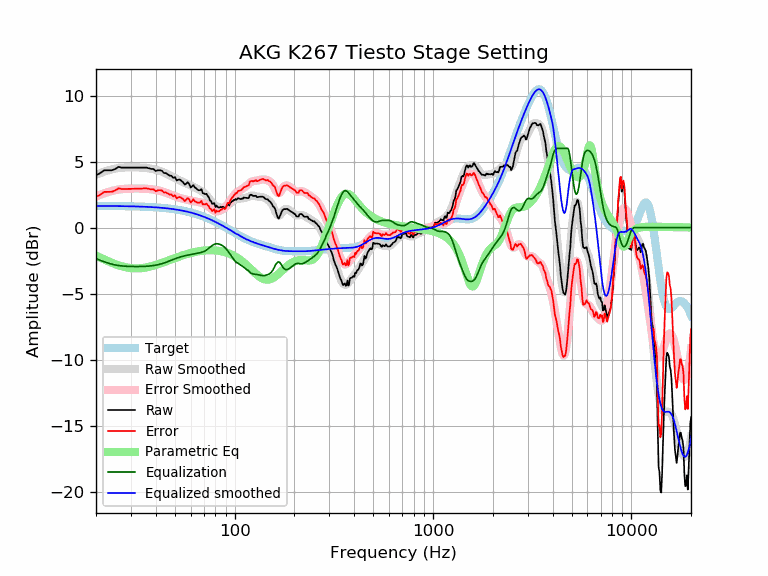 AKG K267 Tiesto Stage Setting
10
5
0
−5
−10
−15
−20
Amplitude (dBr)
Target
Raw Smoothed
Error Smoothed
Raw
Error
Parametric Eq
Equalization
Equalized smoothed
100
1000
10000
Frequency (Hz)